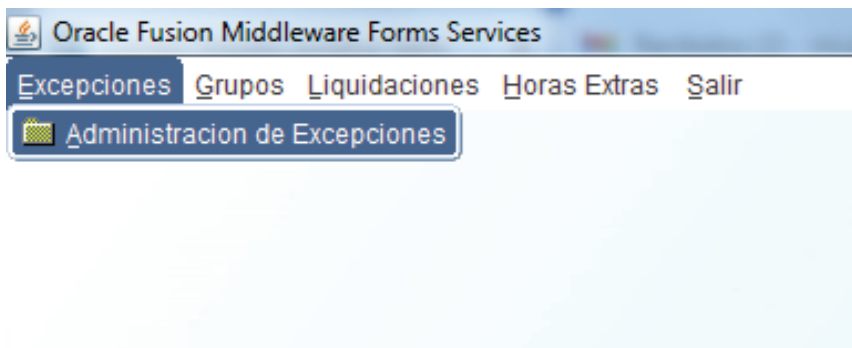 Oracle Fusion Middleware Forms Services
Excepciones Grupos Liquidaciones Horas Extras Salir
Administracion de Excepciones